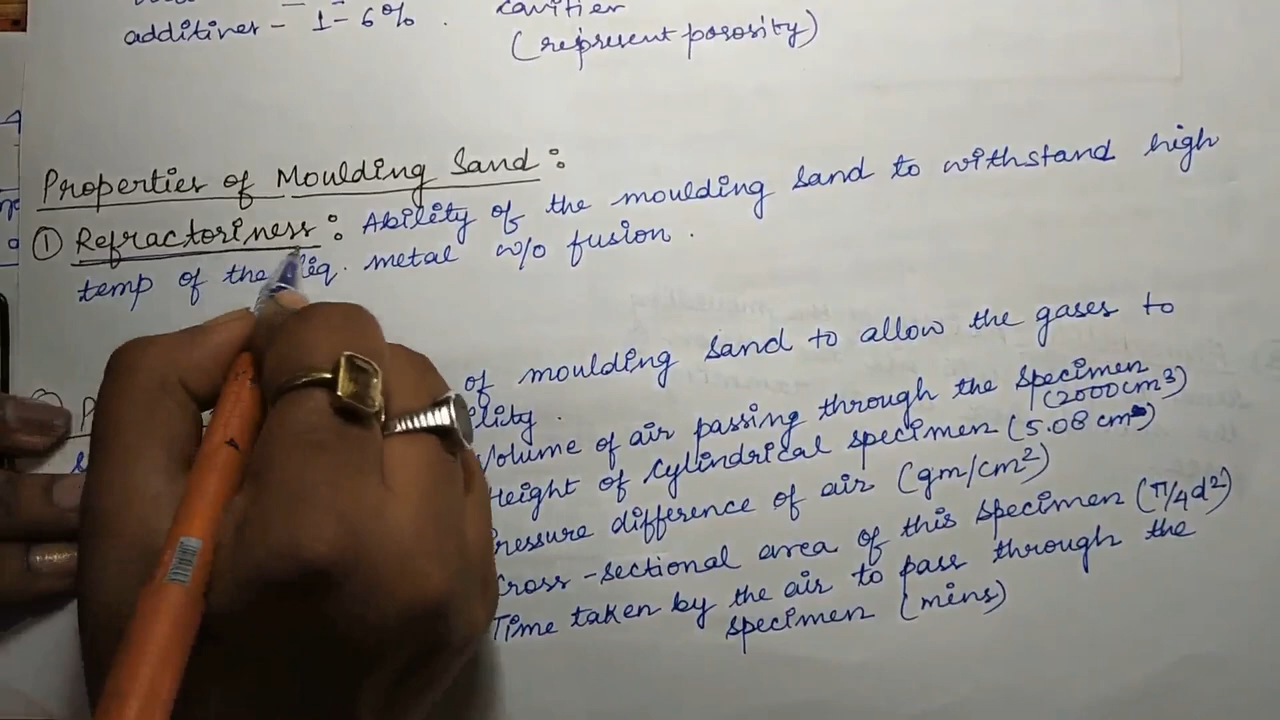 additives - 1-6%.
cavities
(represent porosity)
Properties of Moulding Sand :
① Refractoriness : Ability of the moulding sand to withstand high
temp of the liq. metal w/o fusion.
of moulding sand to allow the gases to
Volume of air passing through the specimen
(2000cm³)
Height of cylindrical specimen (5.08 cm)
Pressure difference of air (gm/cm²)
Cross-sectional area of this specimen (π/4d²)
Time taken by the air to pass through the
specimen (mins)